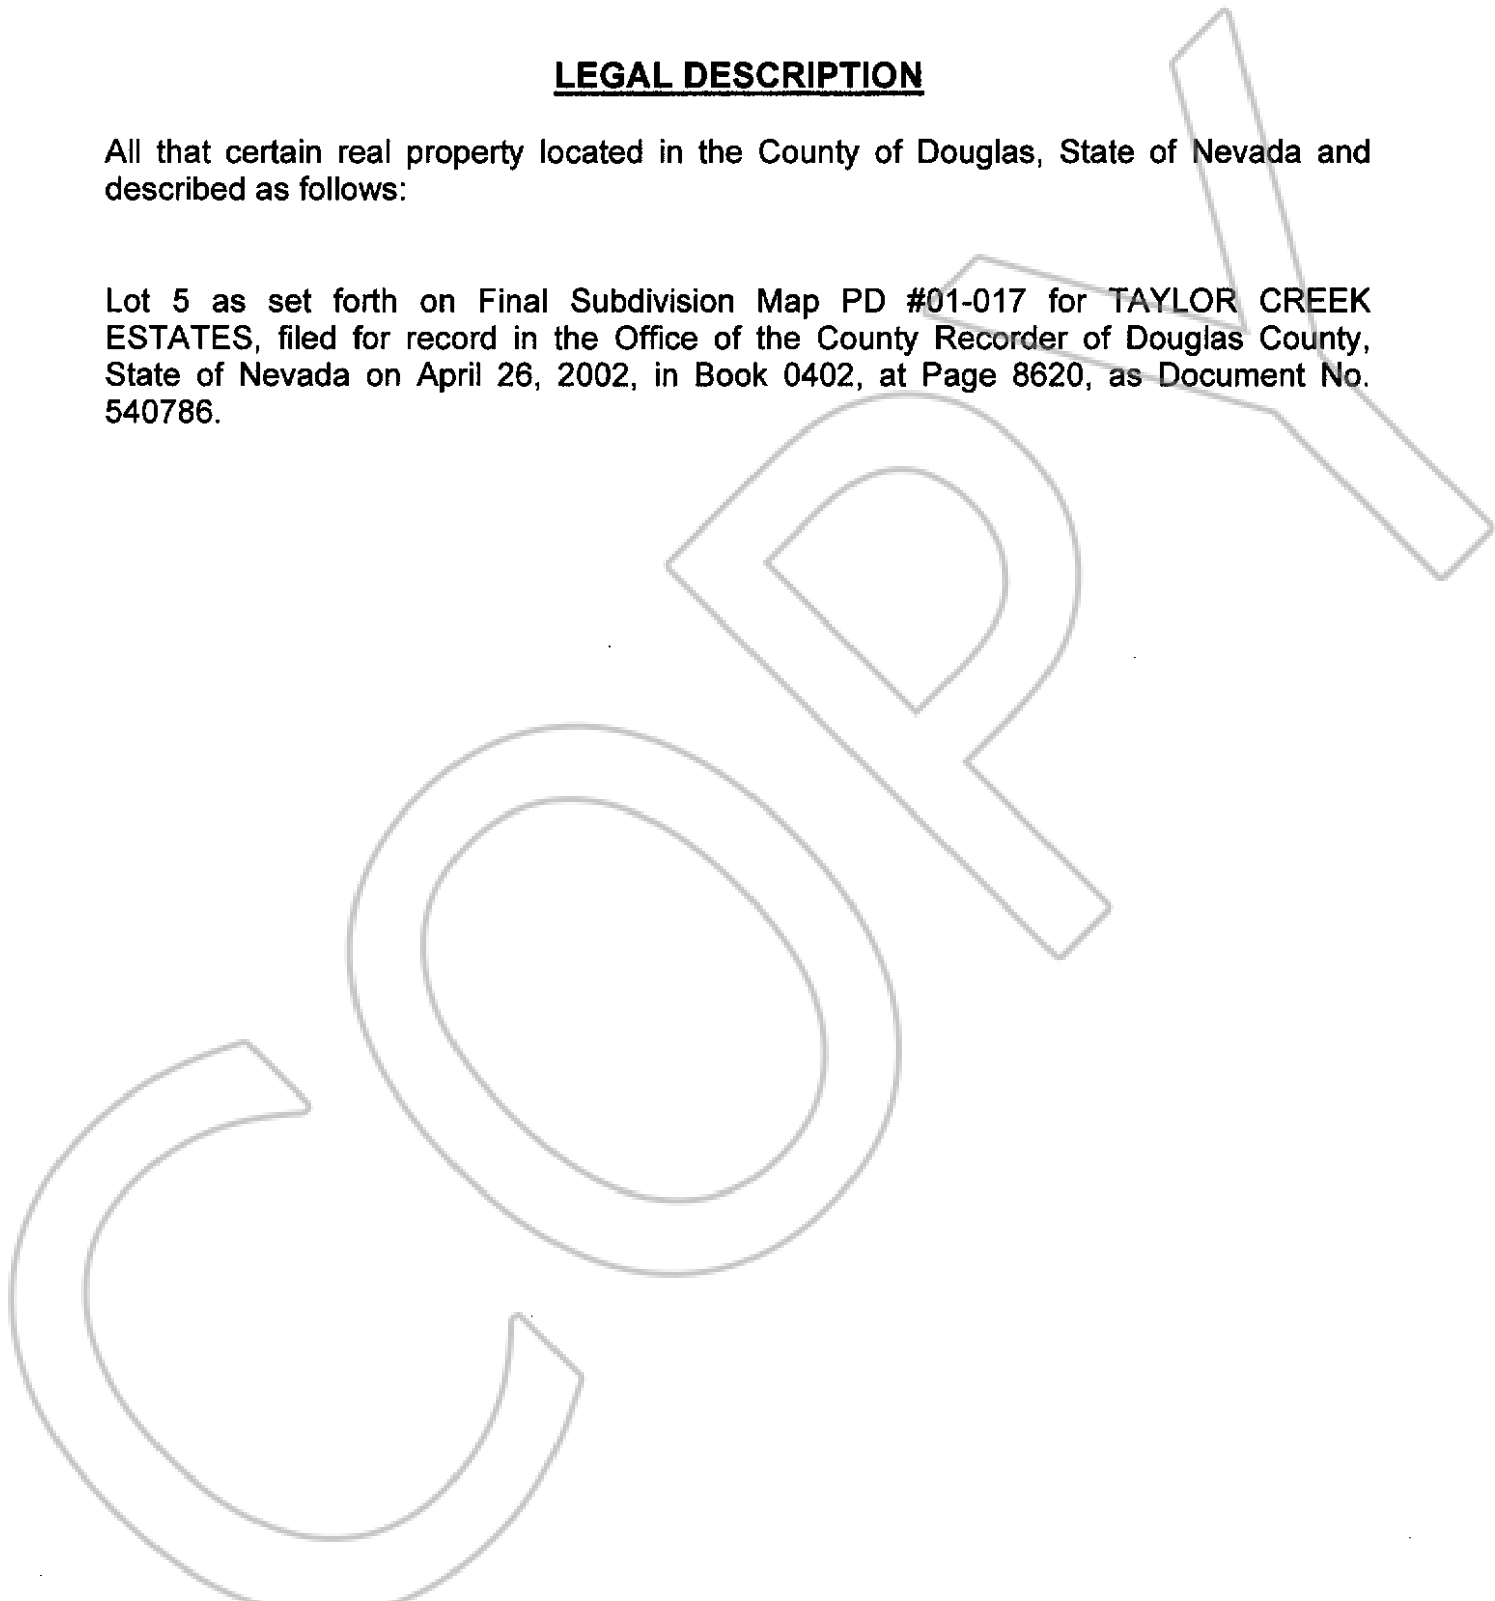 LEGAL DESCRIPTION
All that certain real property located in the County of Douglas, State of Nevada and
described as follows:
Lot 5 as set forth on Final Subdivision Map PD #01-017 for TAYLOR CREEK
ESTATES, filed for record in the Office of the County Recorder of Douglas County,
State of Nevada on April 26, 2002, in Book 0402, at Page 8620, as Document No.
540786.
COPY